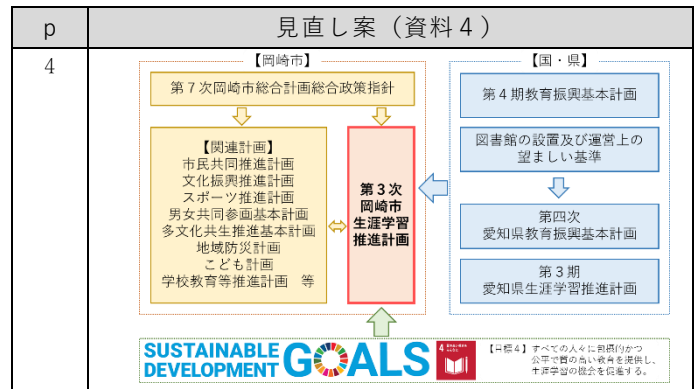 p
見直し案（資料４）
4
【岡崎市】
第７次岡崎市総合計画総合政策指針
【関連計画】
市民共同推進計画
文化振興推進計画
スポーツ推進計画
男女共同参画基本計画
多文化共生推進基本計画
地域防災計画
こども計画
学校教育等推進計画　等
第３次
岡崎市
生涯学習
推進計画
【国・県】
第４期教育振興基本計画
図書館の設置及び運営上の
望ましい基準
第四次
愛知県教育振興基本計画
第３期
愛知県生涯学習推進計画
SUSTAINABLE
DEVELOPMENT
GOALS
4
【目標４】すべての人々に包摂的かつ
公平で質の高い教育を提供し、
生涯学習の機会を促進する。